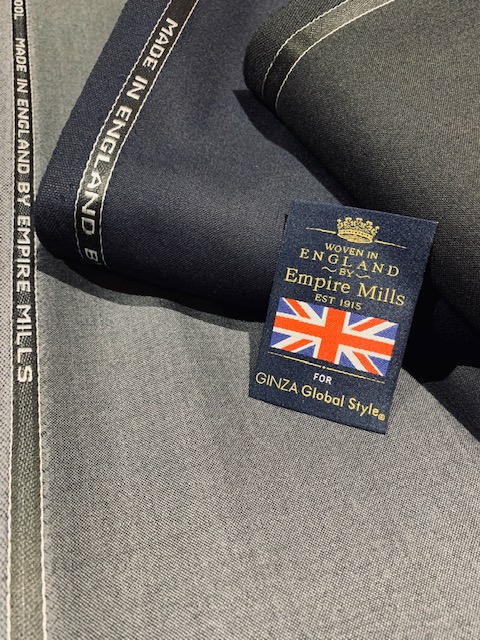 OOL MADE IN ENGLAND BY EMPIRE MILLS
MADE IN ENGLAND B
WOVEN IN
ENGLAND
BY
Empire Mills
EST 1915
FOR
GINZA Global Style®